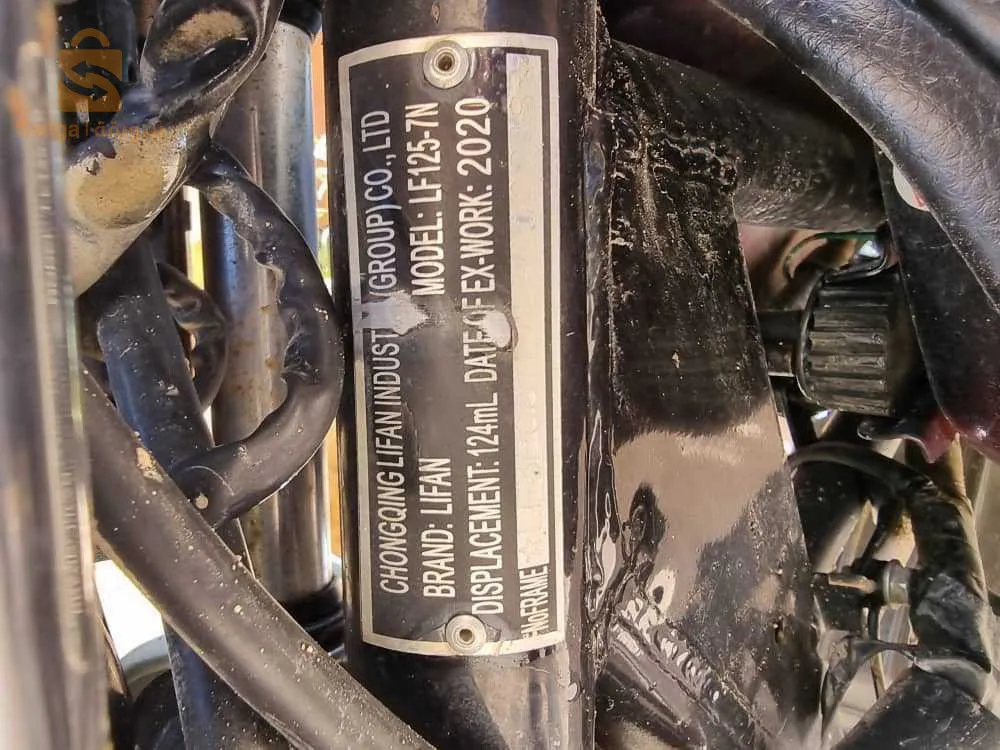 CHONGQING LIFAN INDUST (GROUP) CO.,LTD
BRAND: LIFAN MODEL: LF125-7N
DISPLACEMENT: 124mL DATE OF EX-WORK: 2020
FRAME